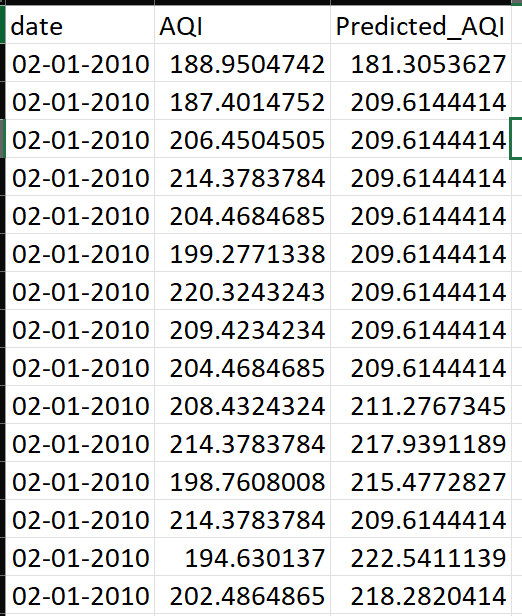 date AQI Predicted_AQI
02-01-2010 188.9504742 181.3053627
02-01-2010 187.4014752 209.6144414
02-01-2010 206.4504505 209.6144414
02-01-2010 214.3783784 209.6144414
02-01-2010 204.4684685 209.6144414
02-01-2010 199.2771338 209.6144414
02-01-2010 220.3243243 209.6144414
02-01-2010 209.4234234 209.6144414
02-01-2010 204.4684685 209.6144414
02-01-2010 208.4324324 211.2767345
02-01-2010 214.3783784 217.9391189
02-01-2010 198.7608008 215.4772827
02-01-2010 214.3783784 209.6144414
02-01-2010 194.630137 222.5411139
02-01-2010 202.4864865 218.2820414